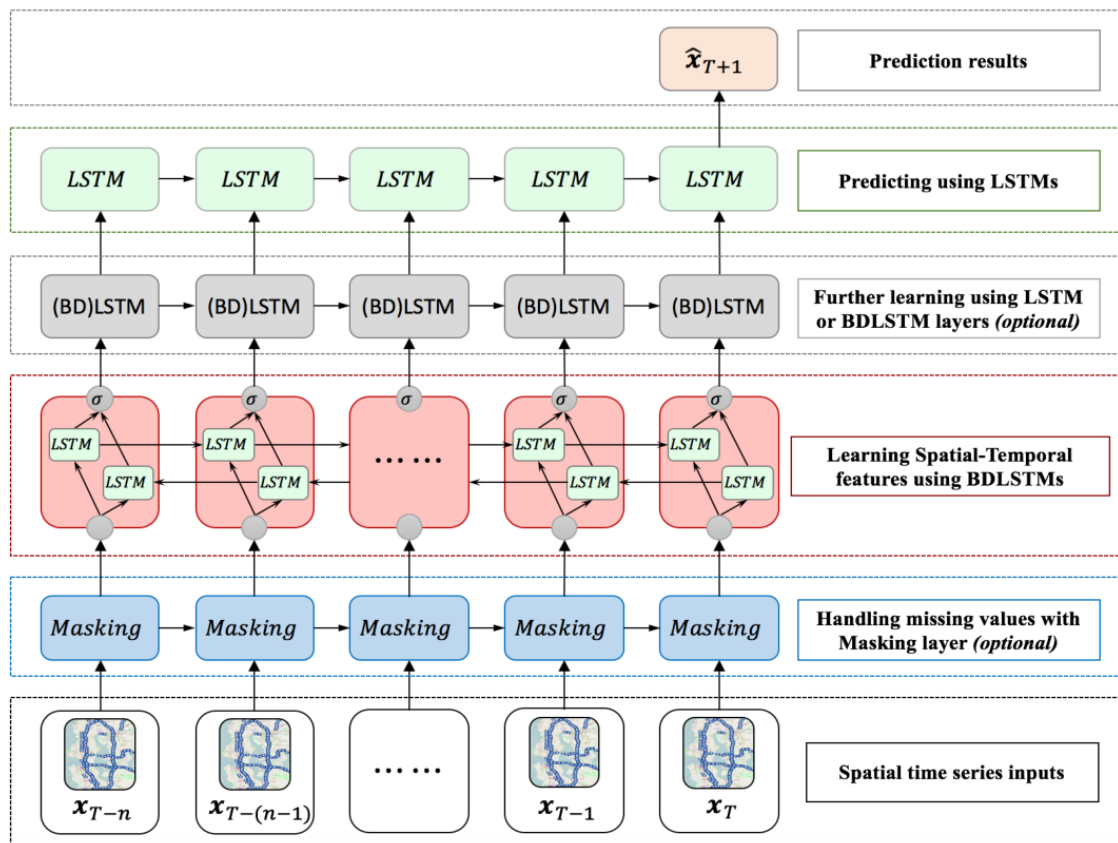 x̂_{T+1}
Prediction results
LSTM LSTM LSTM LSTM LSTM
Predicting using LSTMs
(BD)LSTM (BD)LSTM (BD)LSTM (BD)LSTM (BD)LSTM
Further learning using LSTM
or BDLSTM layers (optional)
σ σ σ σ σ
LSTM LSTM LSTM LSTM
... ...
LSTM LSTM LSTM LSTM
Learning Spatial-Temporal
features using BDLSTMs
Masking Masking Masking Masking Masking
Handling missing values with
Masking layer (optional)
... ...
x_{T−n} x_{T−(n−1)} x_{T−1} x_T
Spatial time series inputs